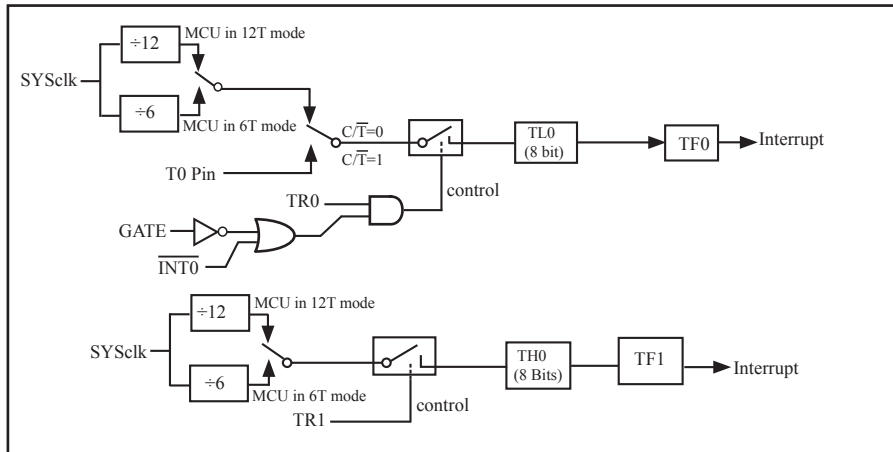 ÷12
MCU in 12T mode
SYSclk
÷6
MCU in 6T mode
C/T̅=0
C/T̅=1
T0 Pin
TL0
(8 bit)
TF0
Interrupt
control
TR0
GATE
I̅N̅T̅0̅
÷12
MCU in 12T mode
SYSclk
÷6
MCU in 6T mode
TH0
(8 Bits)
TF1
Interrupt
control
TR1